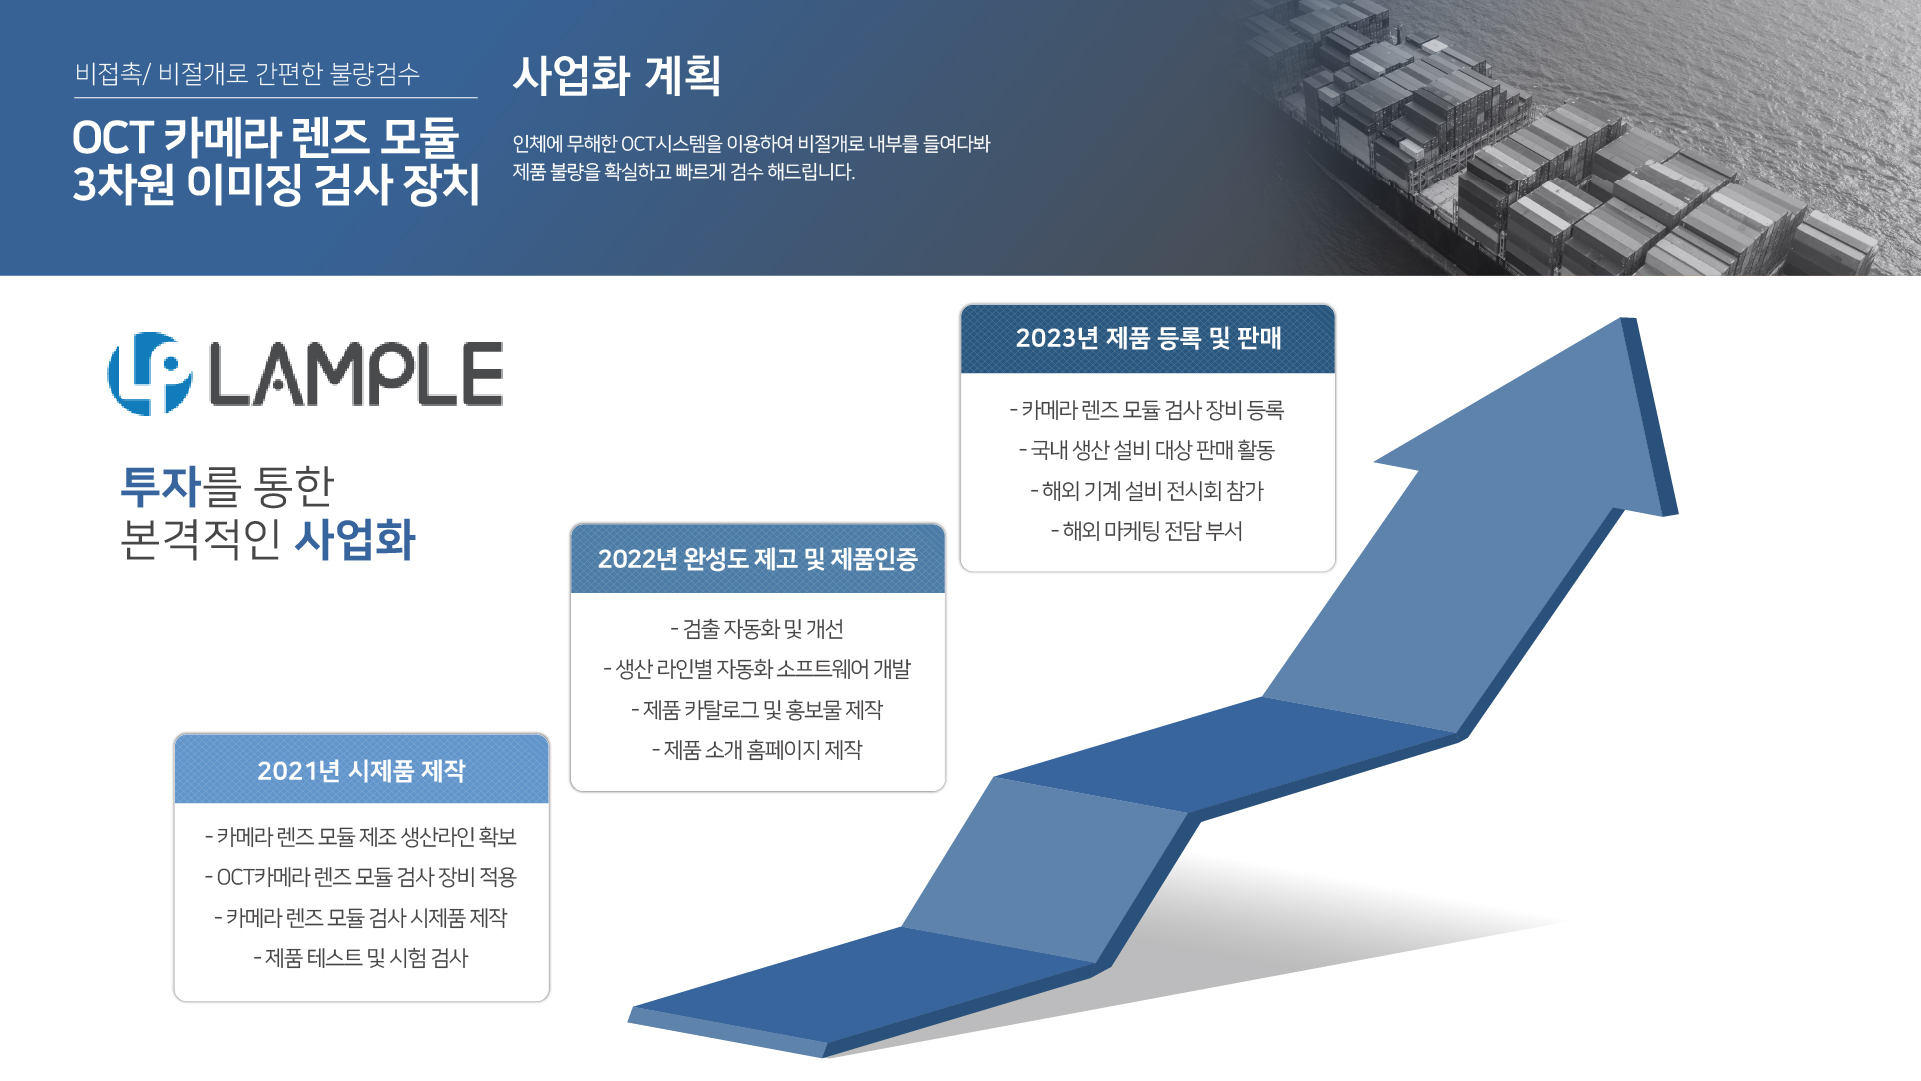 비접촉/ 비절개로 간편한 불량검수
OCT 카메라 렌즈 모듈
3차원 이미징 검사 장치
사업화 계획
인체에 무해한 OCT시스템을 이용하여 비절개로 내부를 들여다봐
제품 불량을 확실하고 빠르게 검수 해드립니다.
LAMPLE
투자를 통한
본격적인 사업화
2021년 시제품 제작
- 카메라 렌즈 모듈 제조 생산라인 확보
- OCT카메라 렌즈 모듈 검사 장비 적용
- 카메라 렌즈 모듈 검사 시제품 제작
- 제품 테스트 및 시험 검사
2022년 완성도 제고 및 제품인증
- 검출 자동화 및 개선
- 생산 라인별 자동화 소프트웨어 개발
- 제품 카탈로그 및 홍보물 제작
- 제품 소개 홈페이지 제작
2023년 제품 등록 및 판매
- 카메라 렌즈 모듈 검사 장비 등록
- 국내 생산 설비 대상 판매 활동
- 해외 기계 설비 전시회 참가
- 해외 마케팅 전담 부서